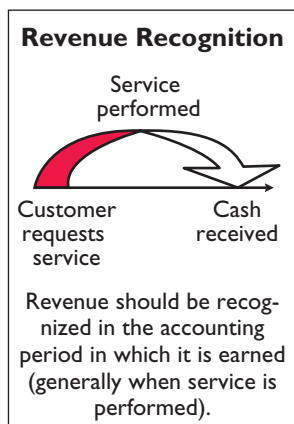 Revenue Recognition
Service
performed
Customer
requests
service
Cash
received
Revenue should be recog-
nized in the accounting
period in which it is earned
(generally when service is
performed).